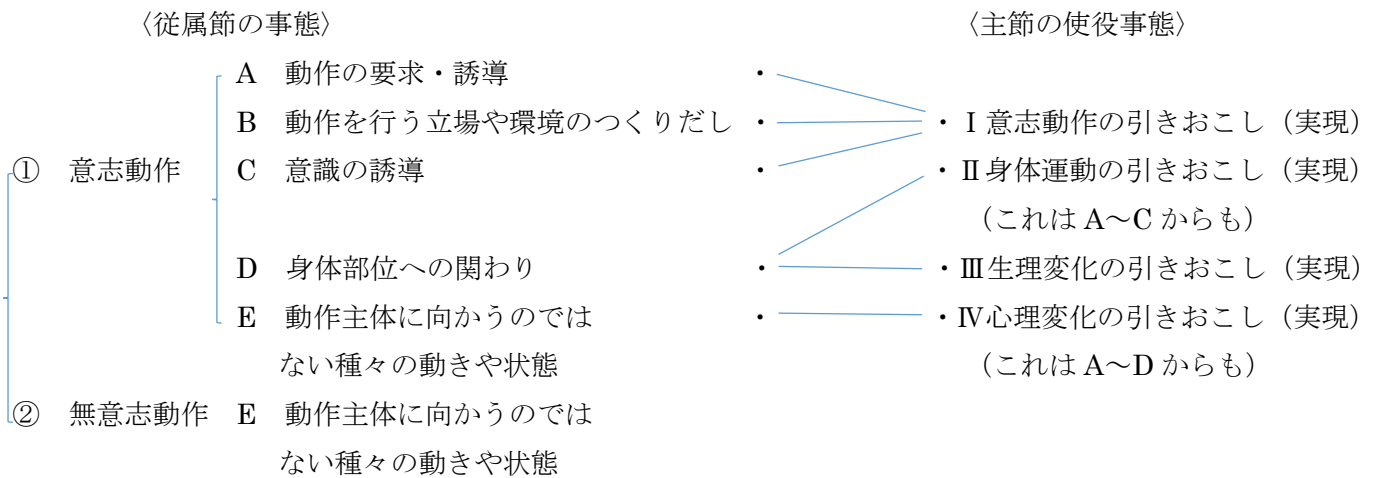 〈従属節の事態〉 〈主節の使役事態〉
A 動作の要求・誘導 ・
B 動作を行う立場や環境のつくりだし ・ ・Ⅰ意志動作の引きおこし（実現）
① 意志動作 C 意識の誘導 ・ ・Ⅱ身体運動の引きおこし（実現）
（これは A～C からも）
D 身体部位への関わり ・ ・Ⅲ生理変化の引きおこし（実現）
E 動作主体に向かうのでは ・ ・Ⅳ心理変化の引きおこし（実現）
ない種々の動きや状態 （これは A～D からも）
② 無意志動作 E 動作主体に向かうのでは
ない種々の動きや状態